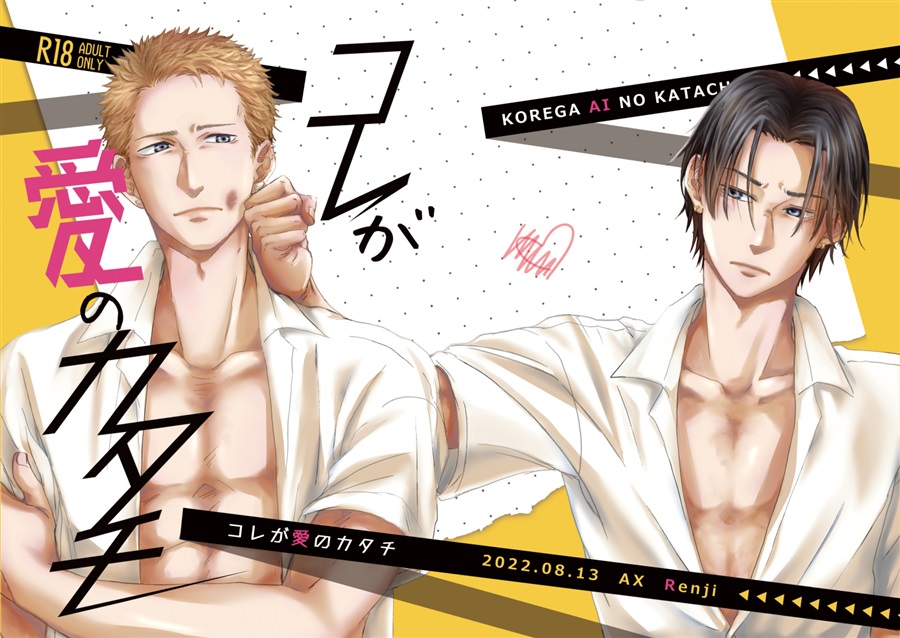 R18 ADULT ONLY
コレが
愛のカタチ
KOREGA AI NO KATACH
コレが愛のカタチ
2022.08.13 AX Renji